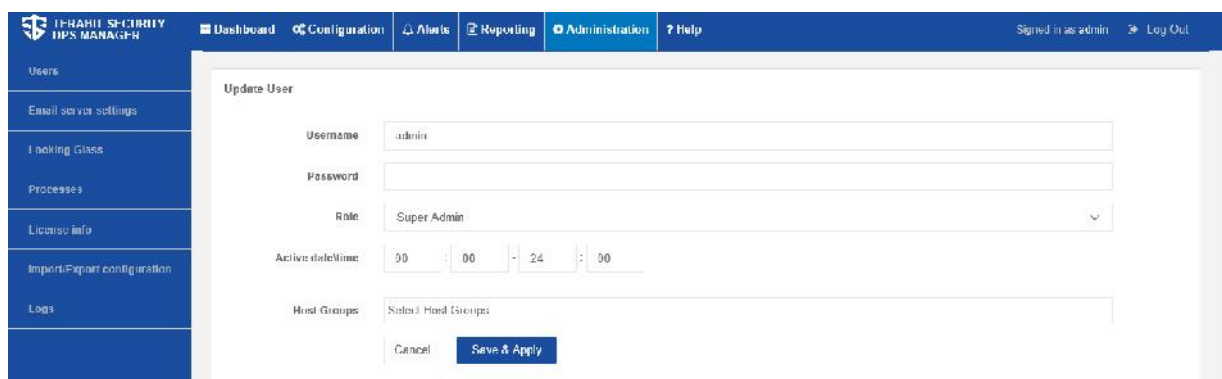 TERABIT SECURITY
DPS MANAGER
Dashboard
Configuration
Alerts
Reporting
Administration
? Help
Signed in as admin
Log Out
Users
Email server settings
Looking Glass
Processes
License info
Import/Export configuration
Logs
Update User
Username
admin
Password
Role
Super Admin
Active date\time
00 : 00 - 24 : 00
Host Groups
Select Host Groups
Cancel
Save & Apply